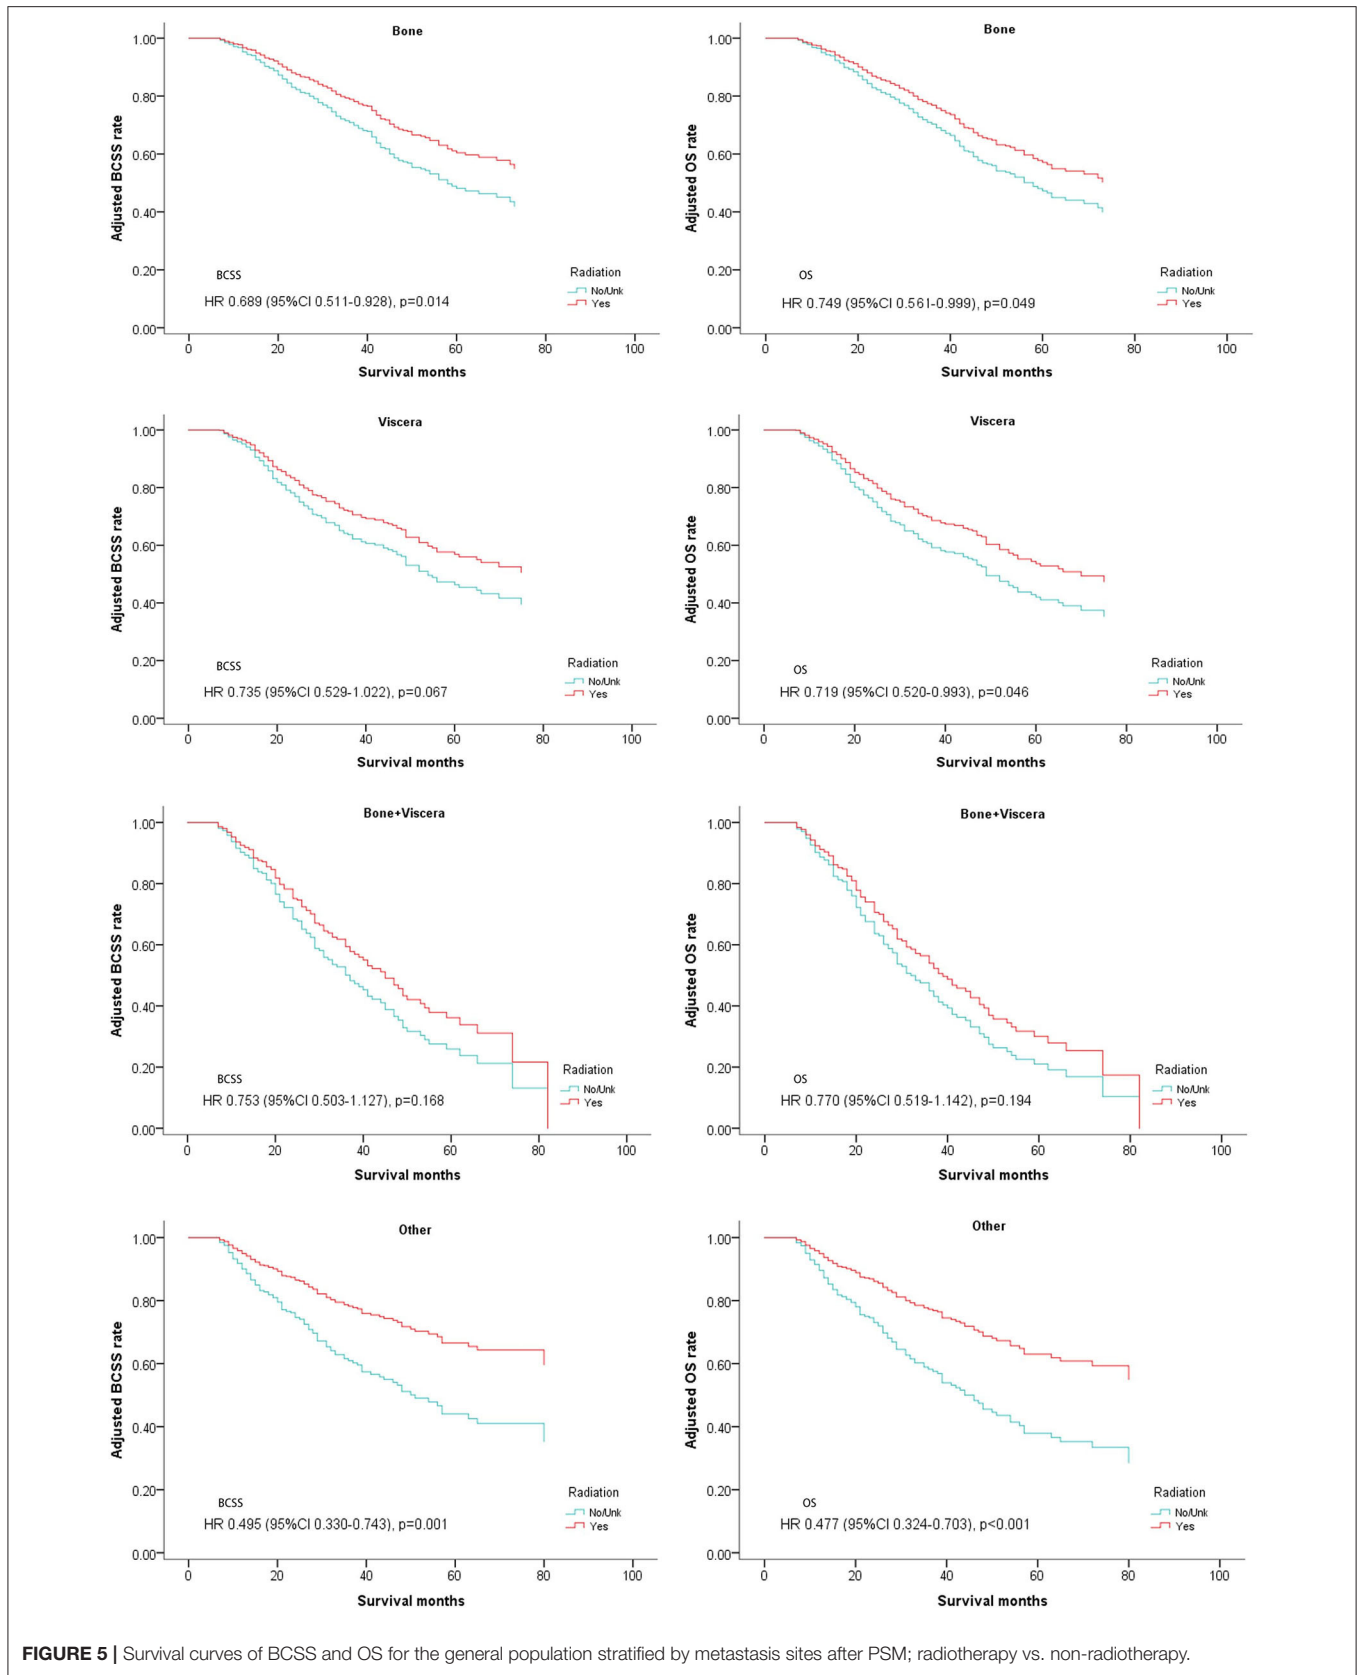 Bone
1.00
0.80
0.60
0.40
0.20
0.00
Adjusted BCSS rate
BCSS
HR 0.689 (95%CI 0.511-0.928), p=0.014
Radiation
No/Unk
Yes
0 20 40 60 80 100
Survival months
Bone
1.00
0.80
0.60
0.40
0.20
0.00
Adjusted OS rate
OS
HR 0.749 (95%CI 0.561-0.999), p=0.049
Radiation
No/Unk
Yes
0 20 40 60 80 100
Survival months
Viscera
1.00
0.80
0.60
0.40
0.20
0.00
Adjusted BCSS rate
BCSS
HR 0.735 (95%CI 0.529-1.022), p=0.067
Radiation
No/Unk
Yes
0 20 40 60 80 100
Survival months
Viscera
1.00
0.80
0.60
0.40
0.20
0.00
Adjusted OS rate
OS
HR 0.719 (95%CI 0.520-0.993), p=0.046
Radiation
No/Unk
Yes
0 20 40 60 80 100
Survival months
Bone+Viscera
1.00
0.80
0.60
0.40
0.20
0.00
Adjusted BCSS rate
BCSS
HR 0.753 (95%CI 0.503-1.127), p=0.168
Radiation
No/Unk
Yes
0 20 40 60 80 100
Survival months
Bone+Viscera
1.00
0.80
0.60
0.40
0.20
0.00
Adjusted OS rate
OS
HR 0.770 (95%CI 0.519-1.142), p=0.194
Radiation
No/Unk
Yes
0 20 40 60 80 100
Survival months
Other
1.00
0.80
0.60
0.40
0.20
0.00
Adjusted BCSS rate
BCSS
HR 0.495 (95%CI 0.330-0.743), p=0.001
Radiation
No/Unk
Yes
0 20 40 60 80 100
Survival months
Other
1.00
0.80
0.60
0.40
0.20
0.00
Adjusted OS rate
OS
HR 0.477 (95%CI 0.324-0.703), p<0.001
Radiation
No/Unk
Yes
0 20 40 60 80 100
Survival months
FIGURE 5 | Survival curves of BCSS and OS for the general population stratified by metastasis sites after PSM; radiotherapy vs. non-radiotherapy.